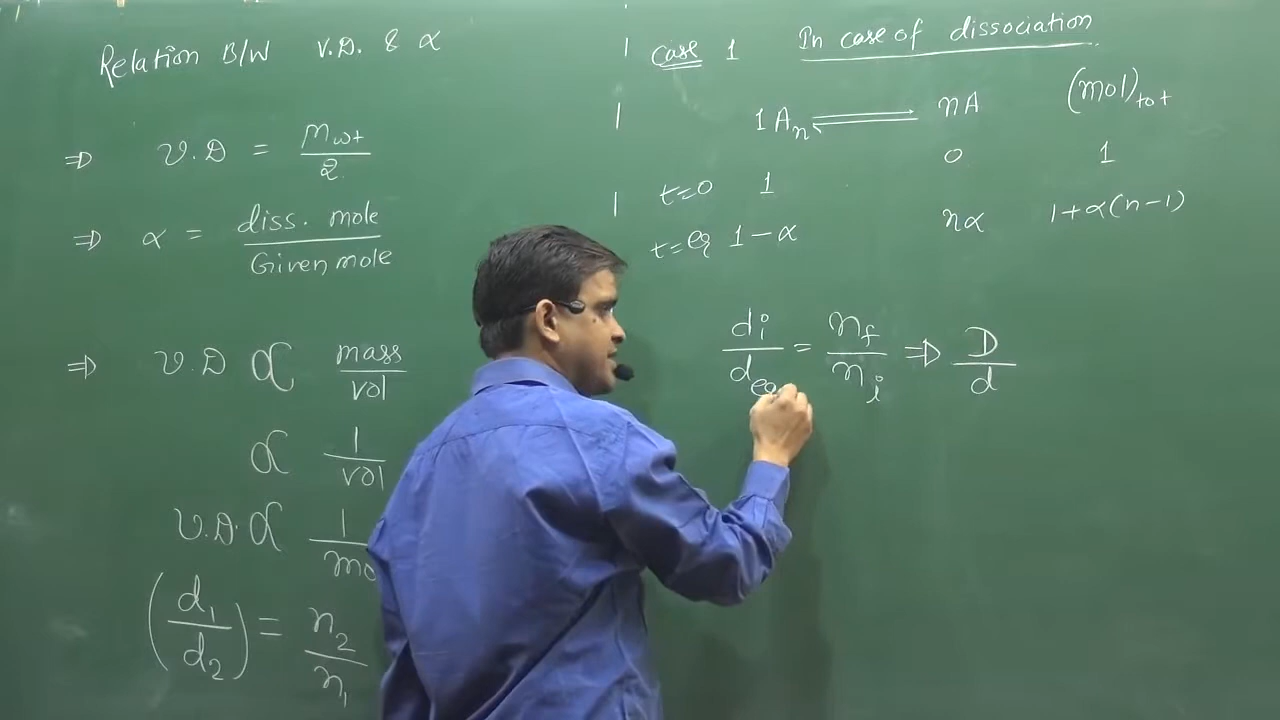 Relation B/W V.D. & α
⇒ V.D = Mwt/2
⇒ α = diss. mole/Given mole
⇒ V.D ∝ mass/vol
∝ 1/vol
V.D. ∝ 1/mo
(d₁/d₂) = n₂/n₁
Case 1 In case of dissociation
1Aₙ ⇌ nA (mol)tot
t=0 1 0 1
t=eq 1-α nα 1+α(n-1)
di/deq = nf/ni ⇒ D/d